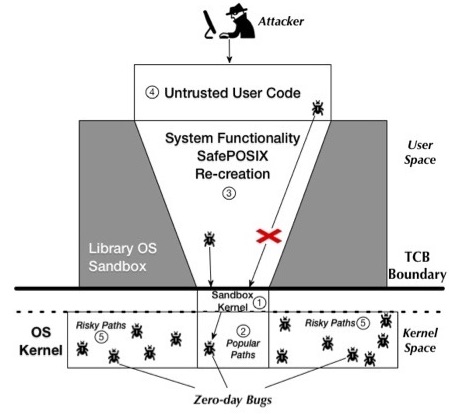 Attacker
④ Untrusted User Code
System Functionality
SafePOSIX
Re-creation
③
User
Space
Library OS
Sandbox
TCB
Boundary
Sandbox
Kernel ①
OS
Kernel
Risky Paths
⑤
②
Popular
Paths
Risky Paths ⑤
Kernel
Space
Zero-day Bugs